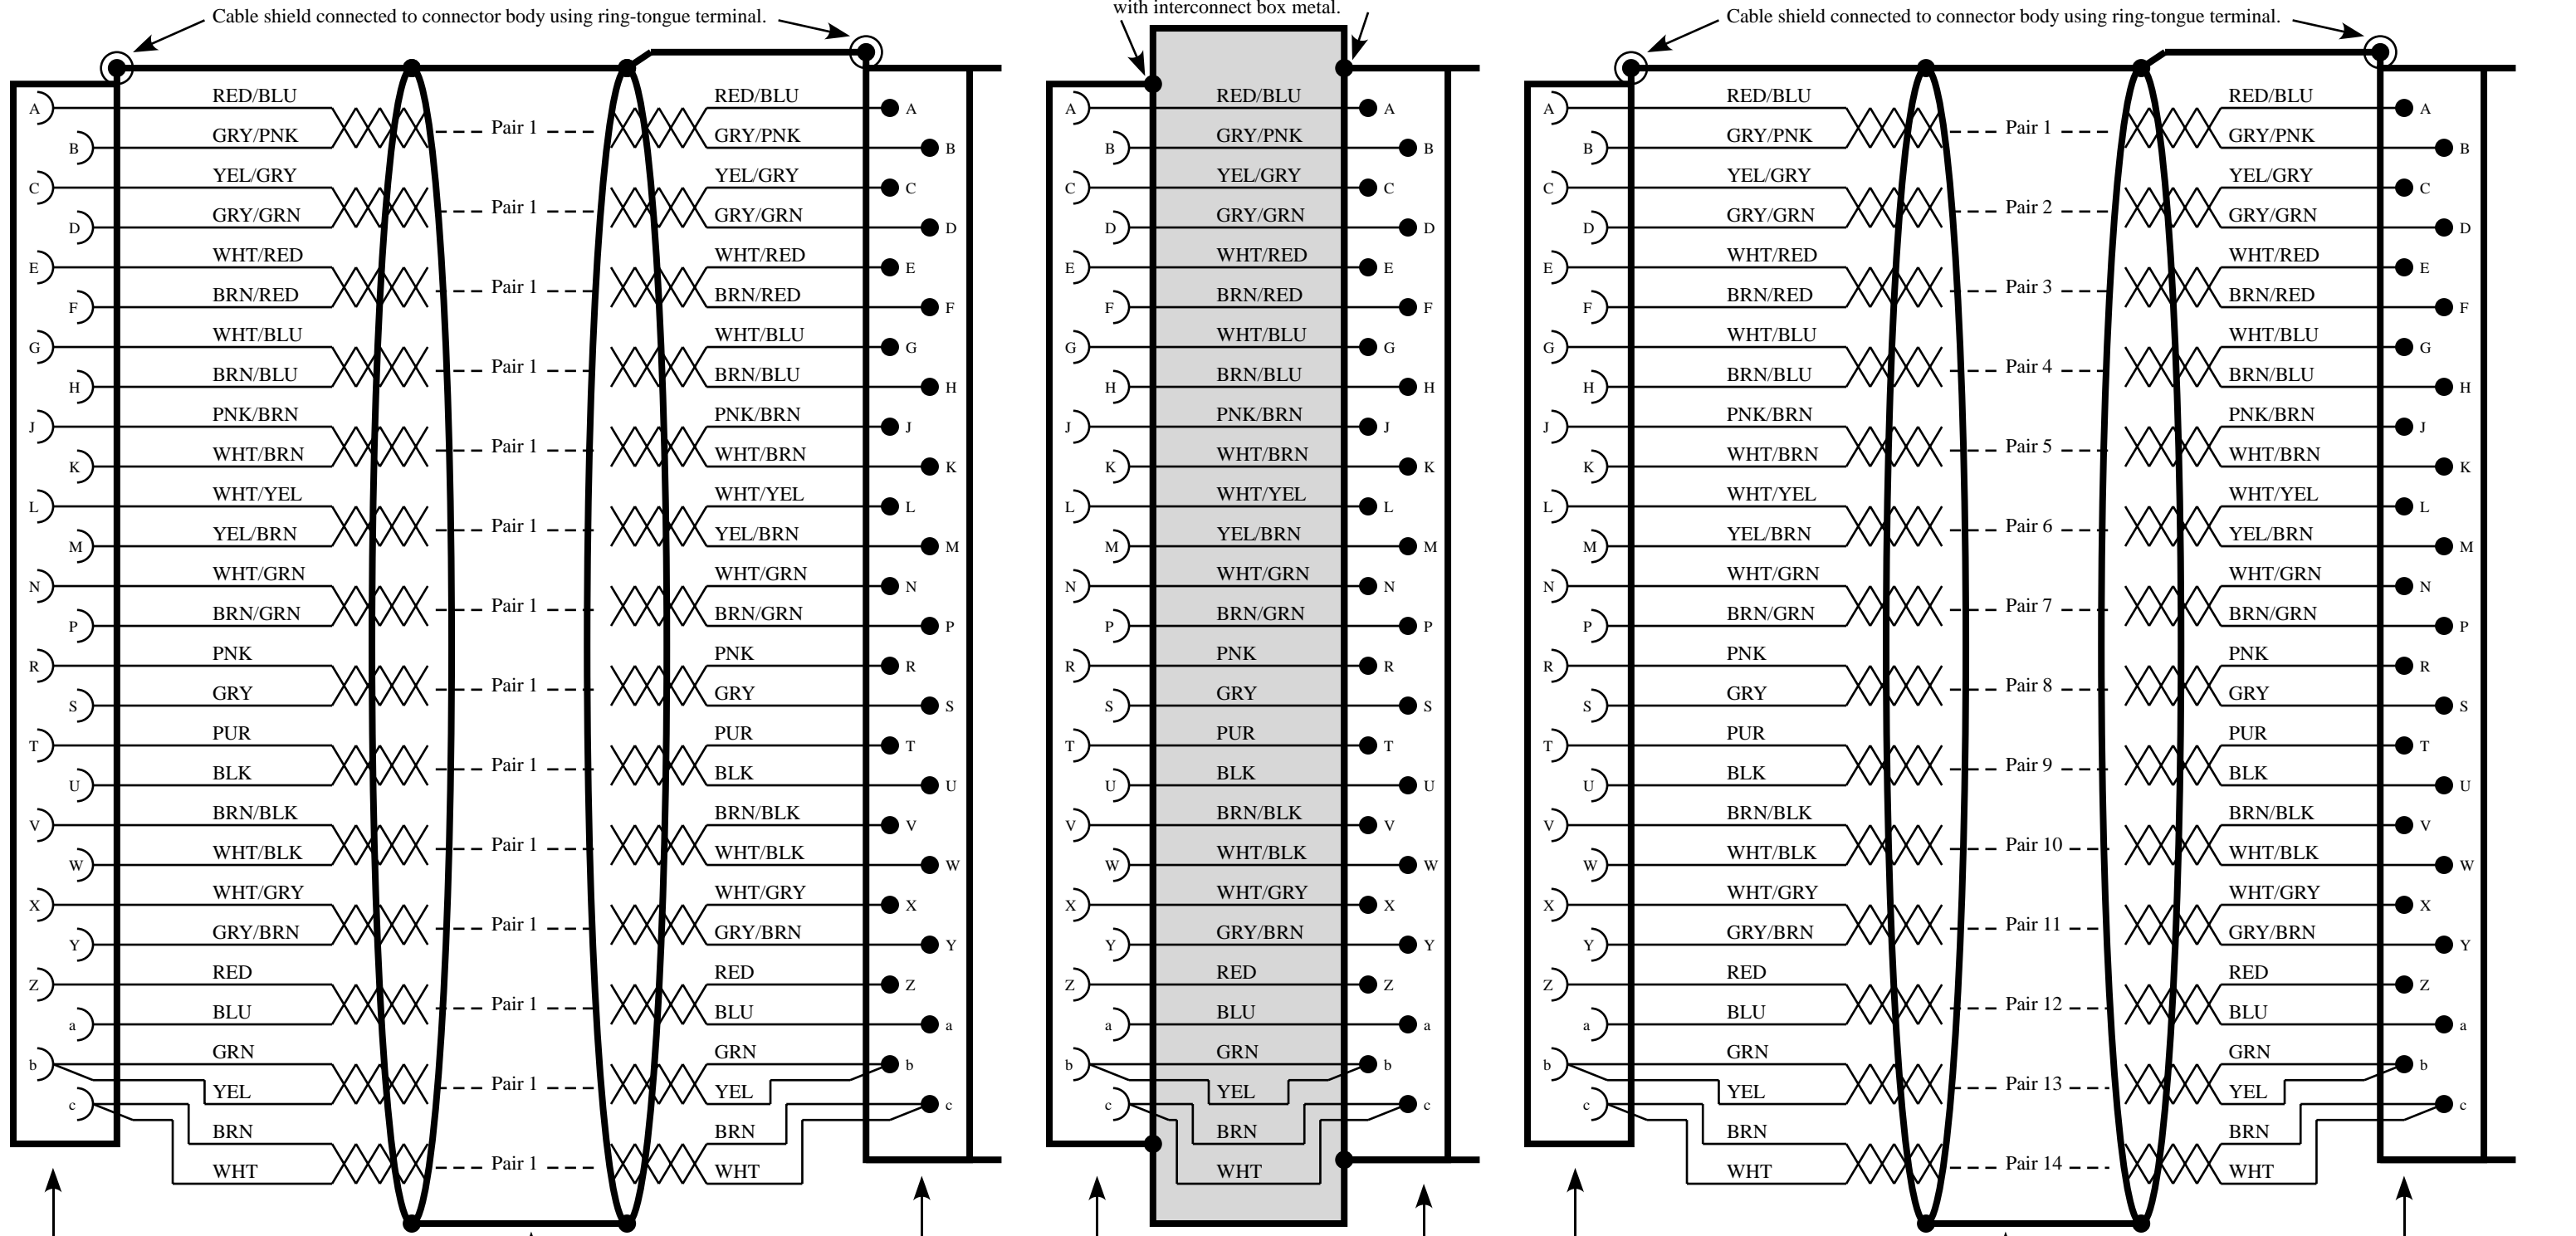 Cable shield connected to connector body using ring-tongue terminal.
with interconnect box metal.
Cable shield connected to connector body using ring-tongue terminal.
A RED/BLU Pair 1 RED/BLU A
B GRY/PNK GRY/PNK B
C YEL/GRY Pair 1 YEL/GRY C
D GRY/GRN GRY/GRN D
E WHT/RED Pair 1 WHT/RED E
F BRN/RED BRN/RED F
G WHT/BLU Pair 1 WHT/BLU G
H BRN/BLU BRN/BLU H
J PNK/BRN Pair 1 PNK/BRN J
K WHT/BRN WHT/BRN K
L WHT/YEL Pair 1 WHT/YEL L
M YEL/BRN YEL/BRN M
N WHT/GRN Pair 1 WHT/GRN N
P BRN/GRN BRN/GRN P
R PNK Pair 1 PNK R
S GRY GRY S
T PUR Pair 1 PUR T
U BLK BLK U
V BRN/BLK Pair 1 BRN/BLK V
W WHT/BLK WHT/BLK W
X WHT/GRY Pair 1 WHT/GRY X
Y GRY/BRN GRY/BRN Y
Z RED Pair 1 RED Z
a BLU BLU a
b GRN Pair 1 GRN b
YEL YEL
c c
BRN Pair 1 BRN
WHT WHT
A RED/BLU A
B GRY/PNK B
C YEL/GRY C
D GRY/GRN D
E WHT/RED E
F BRN/RED F
G WHT/BLU G
H BRN/BLU H
J PNK/BRN J
K WHT/BRN K
L WHT/YEL L
M YEL/BRN M
N WHT/GRN N
P BRN/GRN P
R PNK R
S GRY S
T PUR T
U BLK U
V BRN/BLK V
W WHT/BLK W
X WHT/GRY X
Y GRY/BRN Y
Z RED Z
a BLU a
b GRN b
YEL
c c
BRN
WHT
A RED/BLU Pair 1 RED/BLU A
B GRY/PNK GRY/PNK B
C YEL/GRY Pair 2 YEL/GRY C
D GRY/GRN GRY/GRN D
E WHT/RED Pair 3 WHT/RED E
F BRN/RED BRN/RED F
G WHT/BLU Pair 4 WHT/BLU G
H BRN/BLU BRN/BLU H
J PNK/BRN Pair 5 PNK/BRN J
K WHT/BRN WHT/BRN K
L WHT/YEL Pair 6 WHT/YEL L
M YEL/BRN YEL/BRN M
N WHT/GRN Pair 7 WHT/GRN N
P BRN/GRN BRN/GRN P
R PNK Pair 8 PNK R
S GRY GRY S
T PUR Pair 9 PUR T
U BLK BLK U
V BRN/BLK Pair 10 BRN/BLK V
W WHT/BLK WHT/BLK W
X WHT/GRY Pair 11 WHT/GRY X
Y GRY/BRN GRY/BRN Y
Z RED Pair 12 RED Z
a BLU BLU a
b GRN Pair 13 GRN b
YEL YEL
c c
BRN Pair 14 BRN
WHT WHT